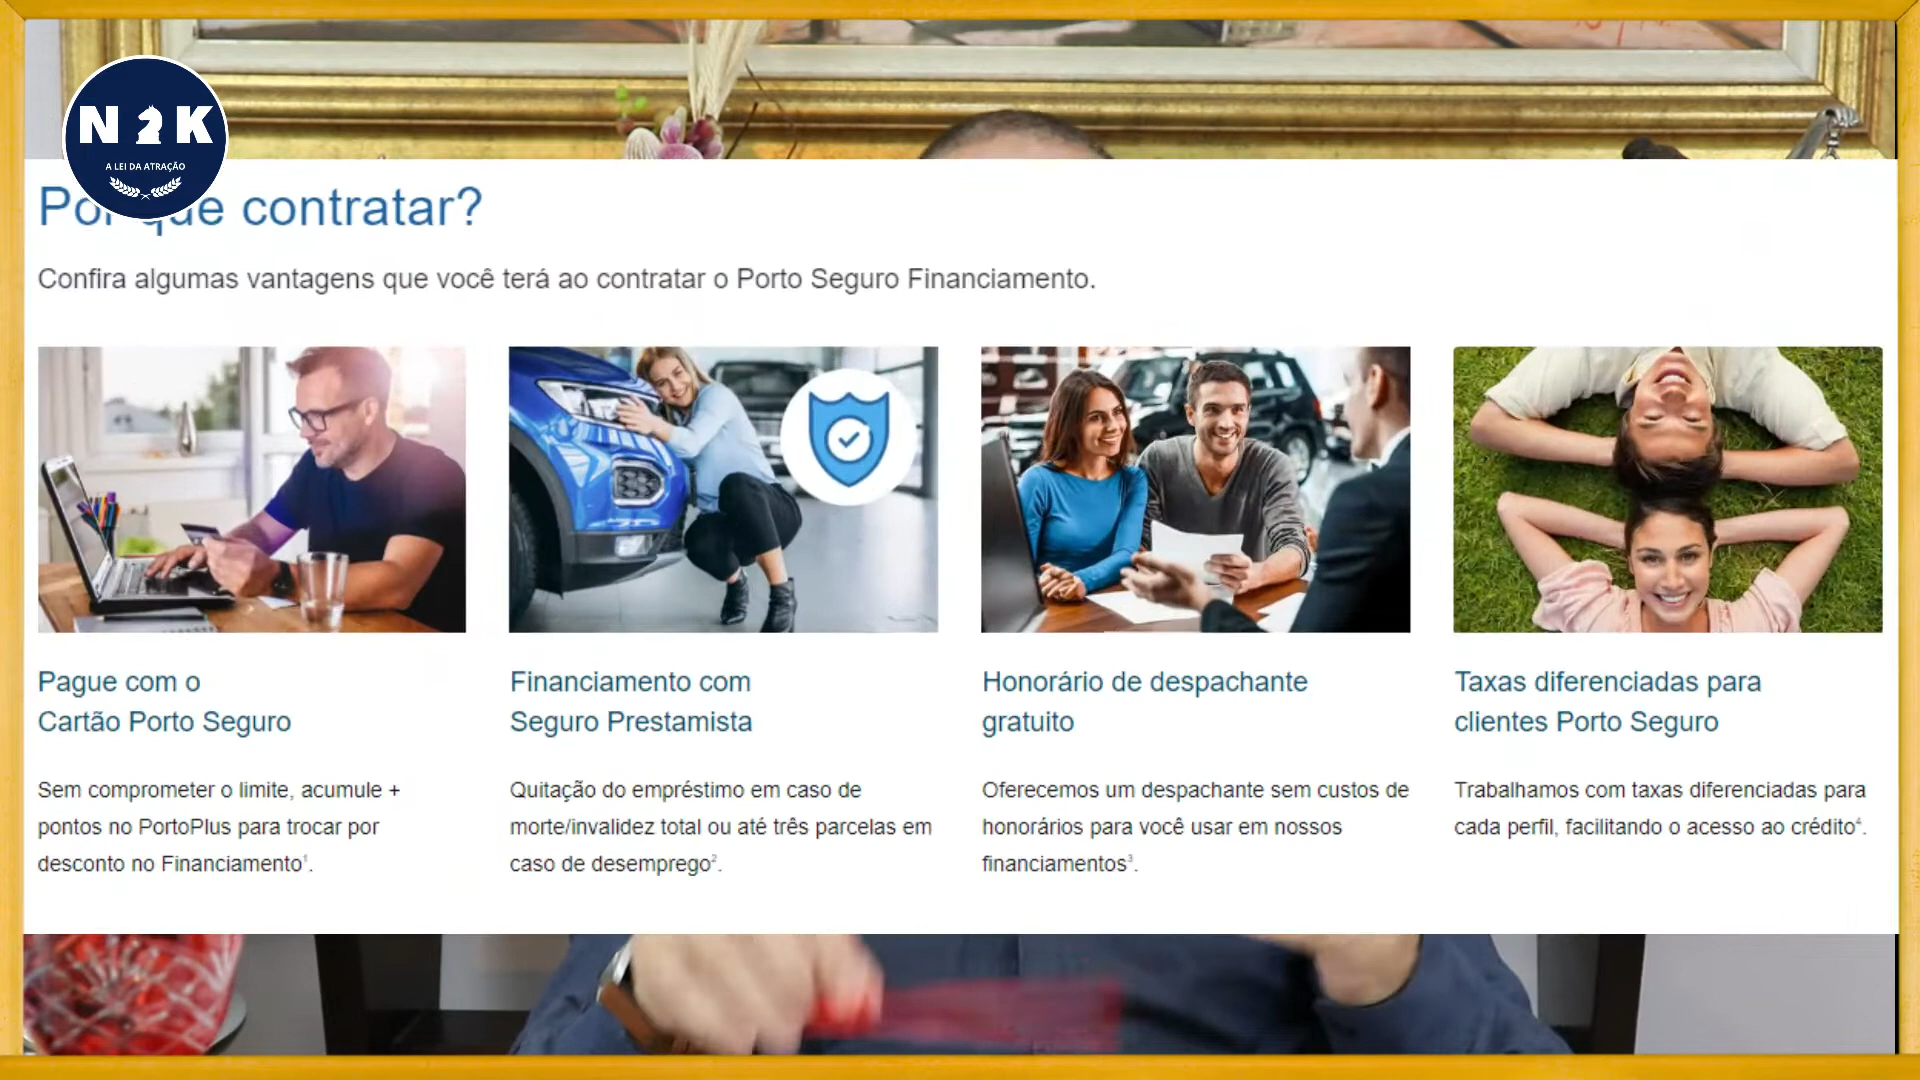 N K
A LEI DA ATRAÇÃO
Por que contratar?
Confira algumas vantagens que você terá ao contratar o Porto Seguro Financiamento.
Pague com o
Cartão Porto Seguro
Sem comprometer o limite, acumule +
pontos no PortoPlus para trocar por
desconto no Financiamento¹.
Financiamento com
Seguro Prestamista
Quitação do empréstimo em caso de
morte/invalidez total ou até três parcelas em
caso de desemprego².
Honorário de despachante
gratuito
Oferecemos um despachante sem custos de
honorários para você usar em nossos
financiamentos³.
Taxas diferenciadas para
clientes Porto Seguro
Trabalhamos com taxas diferenciadas para
cada perfil, facilitando o acesso ao crédito⁴.